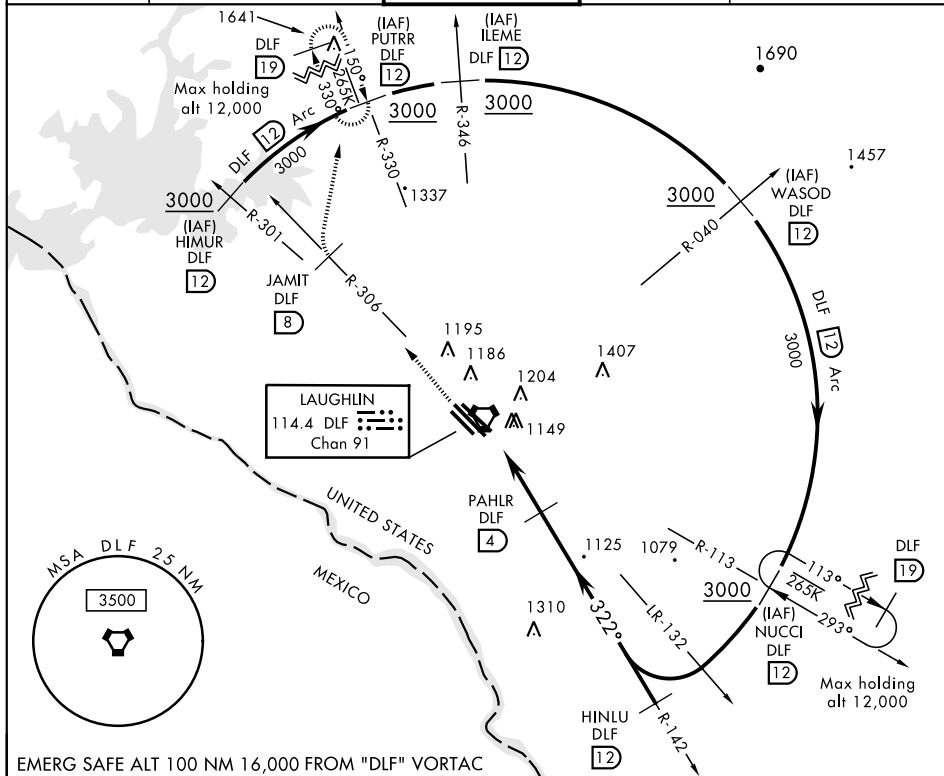 1641
DLF
19
Max holding
alt 12,000
150°
265K
330°
(IAF)
PUTRR
DLF
12
(IAF)
ILEME
DLF 12
1690
3000
3000
DLF 12 Arc
3000
R-330
R-346
1337
1457
3000
(IAF)
HIMUR
DLF
12
R-301
3000
(IAF)
WASOD
DLF
12
R-040
JAMIT
DLF
8
R-306
DLF 12 Arc
3000
1195
1186
1204
1407
1149
LAUGHLIN
114.4 DLF
Chan 91
UNITED STATES
MEXICO
PAHLR
DLF
4
1125
1079
R-113
113°
265K
293°
DLF
19
3000
(IAF)
NUCCI
DLF
12
Max holding
alt 12,000
MSA DLF 25 NM
3500
1310
322°
LR-132
HINLU
DLF
12
R-142
EMERG SAFE ALT 100 NM 16,000 FROM "DLF" VORTAC